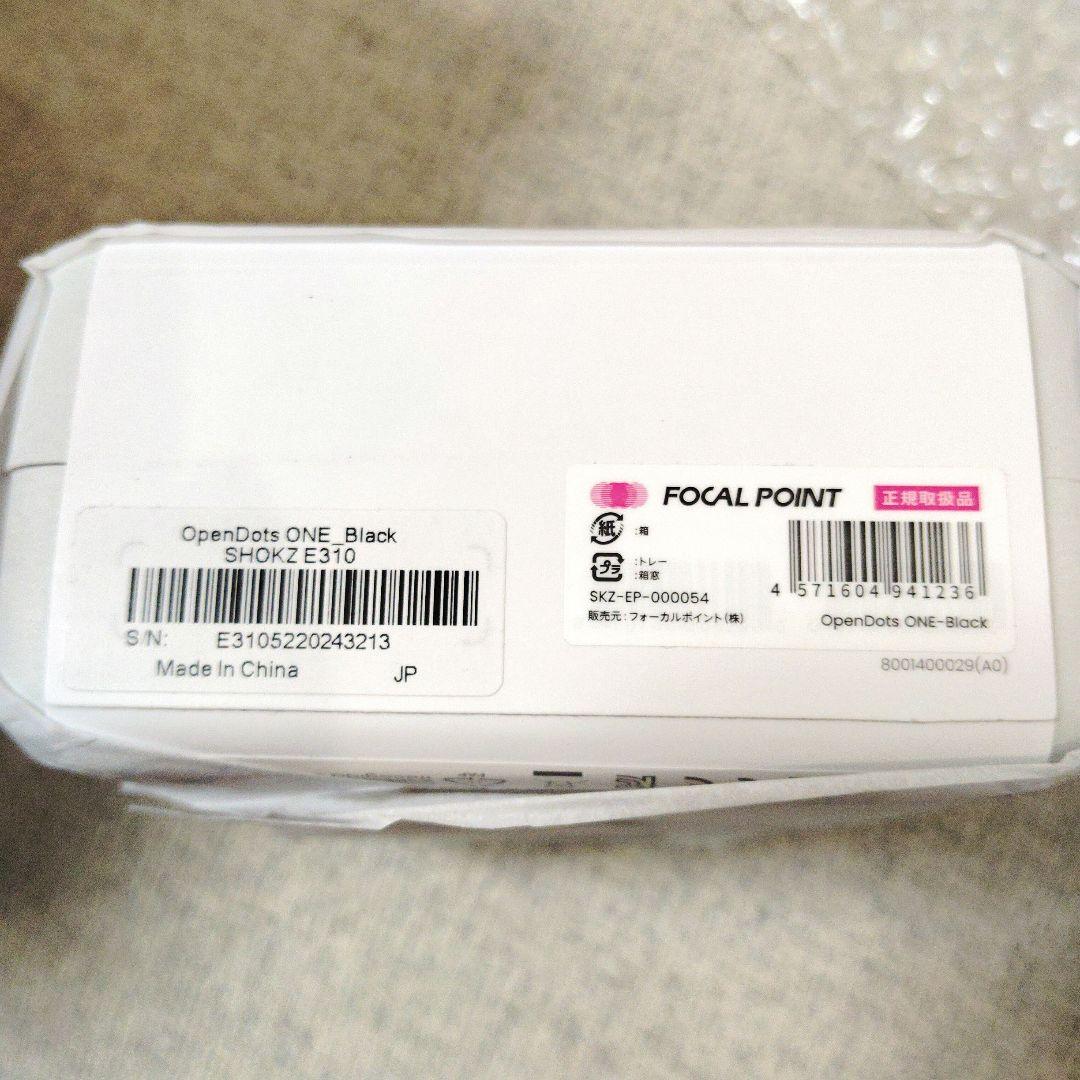 OpenDots ONE_Black
SHOKZ E310
S/N: E3105220243213
Made In China JP
FOCAL POINT 正規取扱品
紙 :箱
プラ :トレー
:箱窓
SKZ-EP-000054
販売元:フォーカルポイント(株)
4 571604 941236
OpenDots ONE-Black
8001400029(A0)